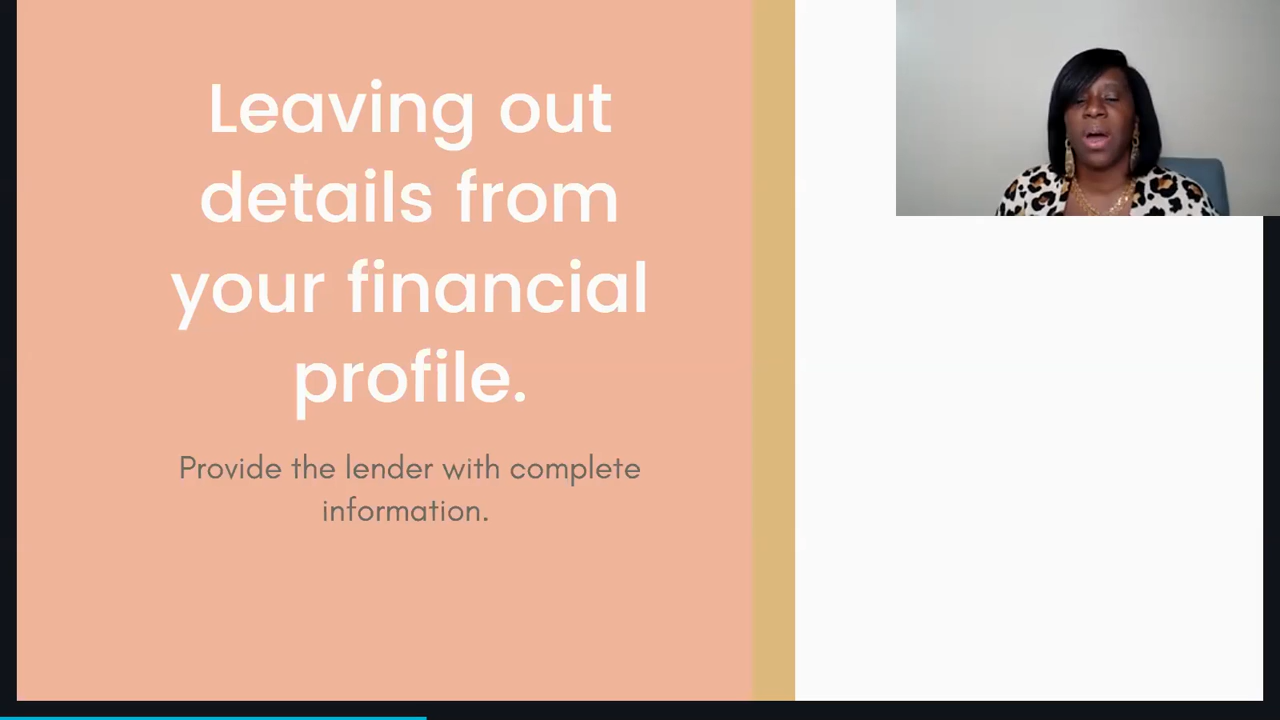 Leaving out
details from
your financial
profile.
Provide the lender with complete
information.